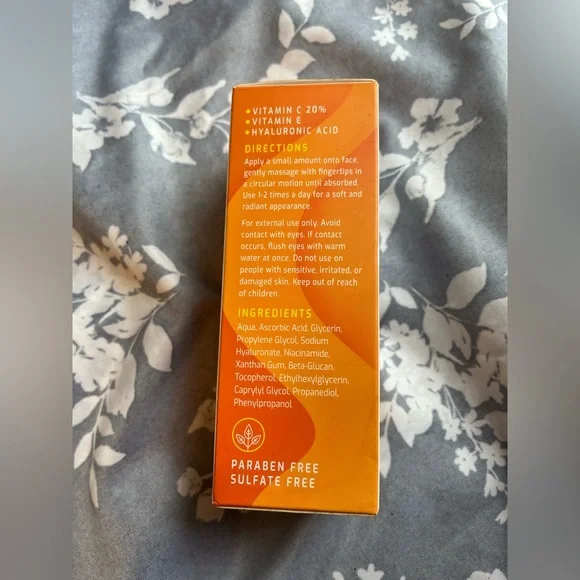 VITAMIN C 20%
VITAMIN E
HYALURONIC ACID
DIRECTIONS
Apply a small amount onto face,
gently massage with fingertips in
a circular motion until absorbed.
Use 1-2 times a day for a soft and
radiant appearance.
For external use only. Avoid
contact with eyes. If contact
occurs, flush eyes with warm
water at once. Do not use on
people with sensitive, irritated, or
damaged skin. Keep out of reach
of children.
INGREDIENTS
Aqua, Ascorbic Acid, Glycerin,
Propylene Glycol, Sodium
Hyaluronate, Niacinamide,
Xanthan Gum, Beta-Glucan,
Tocopherol, Ethylhexylglycerin,
Caprylyl Glycol, Propanediol,
Phenylpropanol
PARABEN FREE
SULFATE FREE